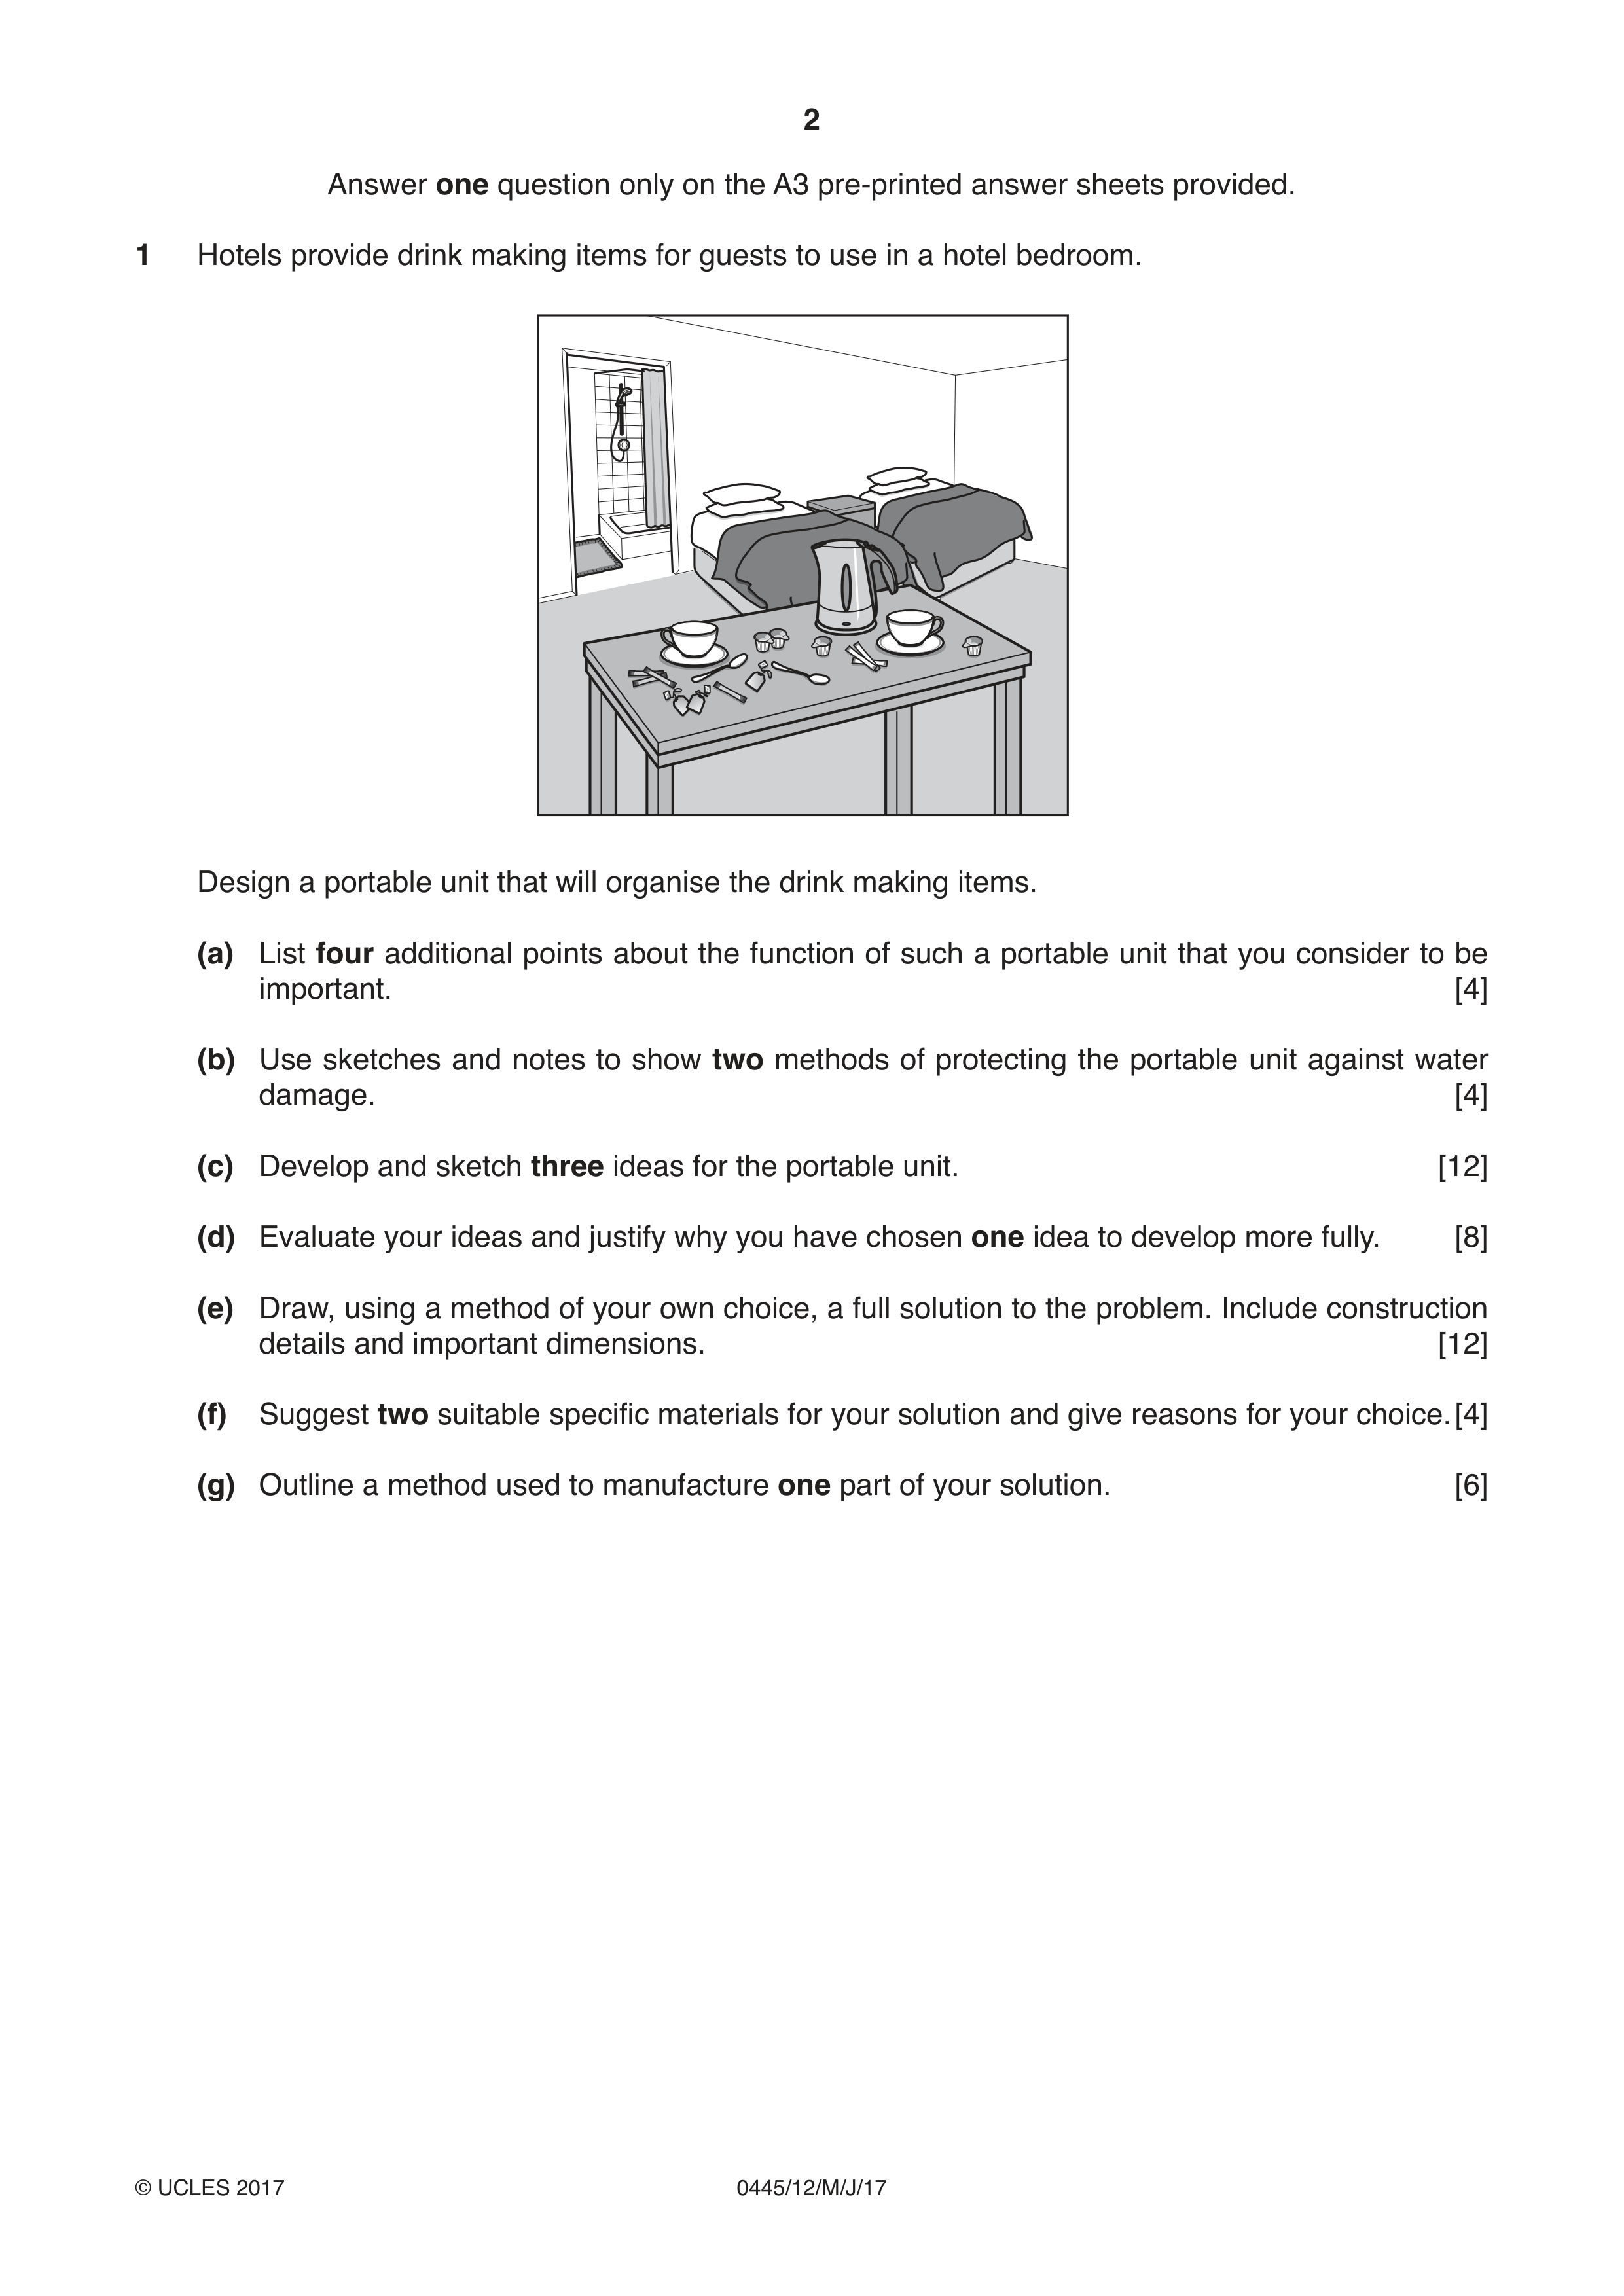 2
Answer one question only on the A3 pre-printed answer sheets provided.
1 Hotels provide drink making items for guests to use in a hotel bedroom.
Design a portable unit that will organise the drink making items.
(a) List four additional points about the function of such a portable unit that you consider to be
important. [4]
(b) Use sketches and notes to show two methods of protecting the portable unit against water
damage. [4]
(c) Develop and sketch three ideas for the portable unit. [12]
(d) Evaluate your ideas and justify why you have chosen one idea to develop more fully. [8]
(e) Draw, using a method of your own choice, a full solution to the problem. Include construction
details and important dimensions. [12]
(f) Suggest two suitable specific materials for your solution and give reasons for your choice. [4]
(g) Outline a method used to manufacture one part of your solution. [6]
© UCLES 2017 0445/12/M/J/17